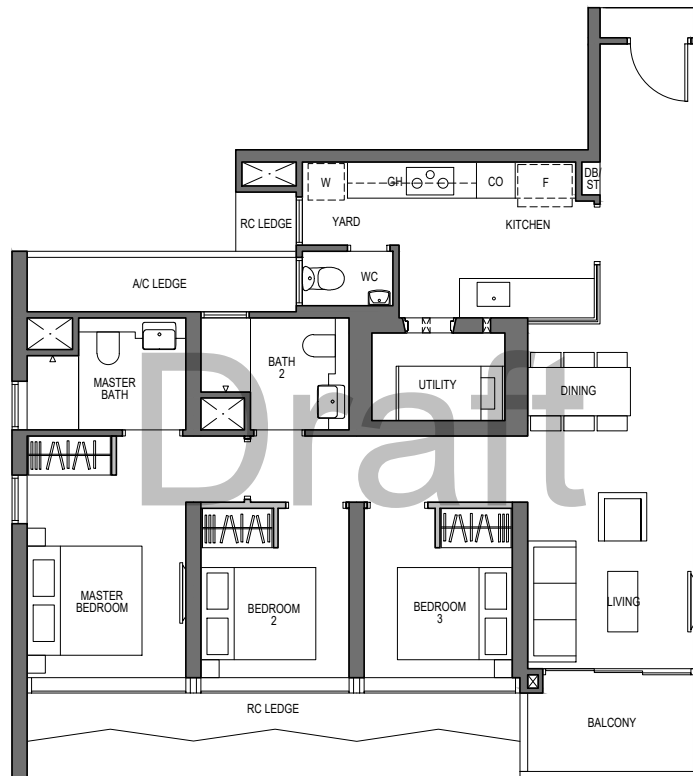 W
GH
CO
F
DB/
ST
RC LEDGE
YARD
KITCHEN
A/C LEDGE
WC
MASTER
BATH
BATH
2
UTILITY
DINING
Draft
MASTER
BEDROOM
BEDROOM
2
BEDROOM
3
LIVING
RC LEDGE
BALCONY